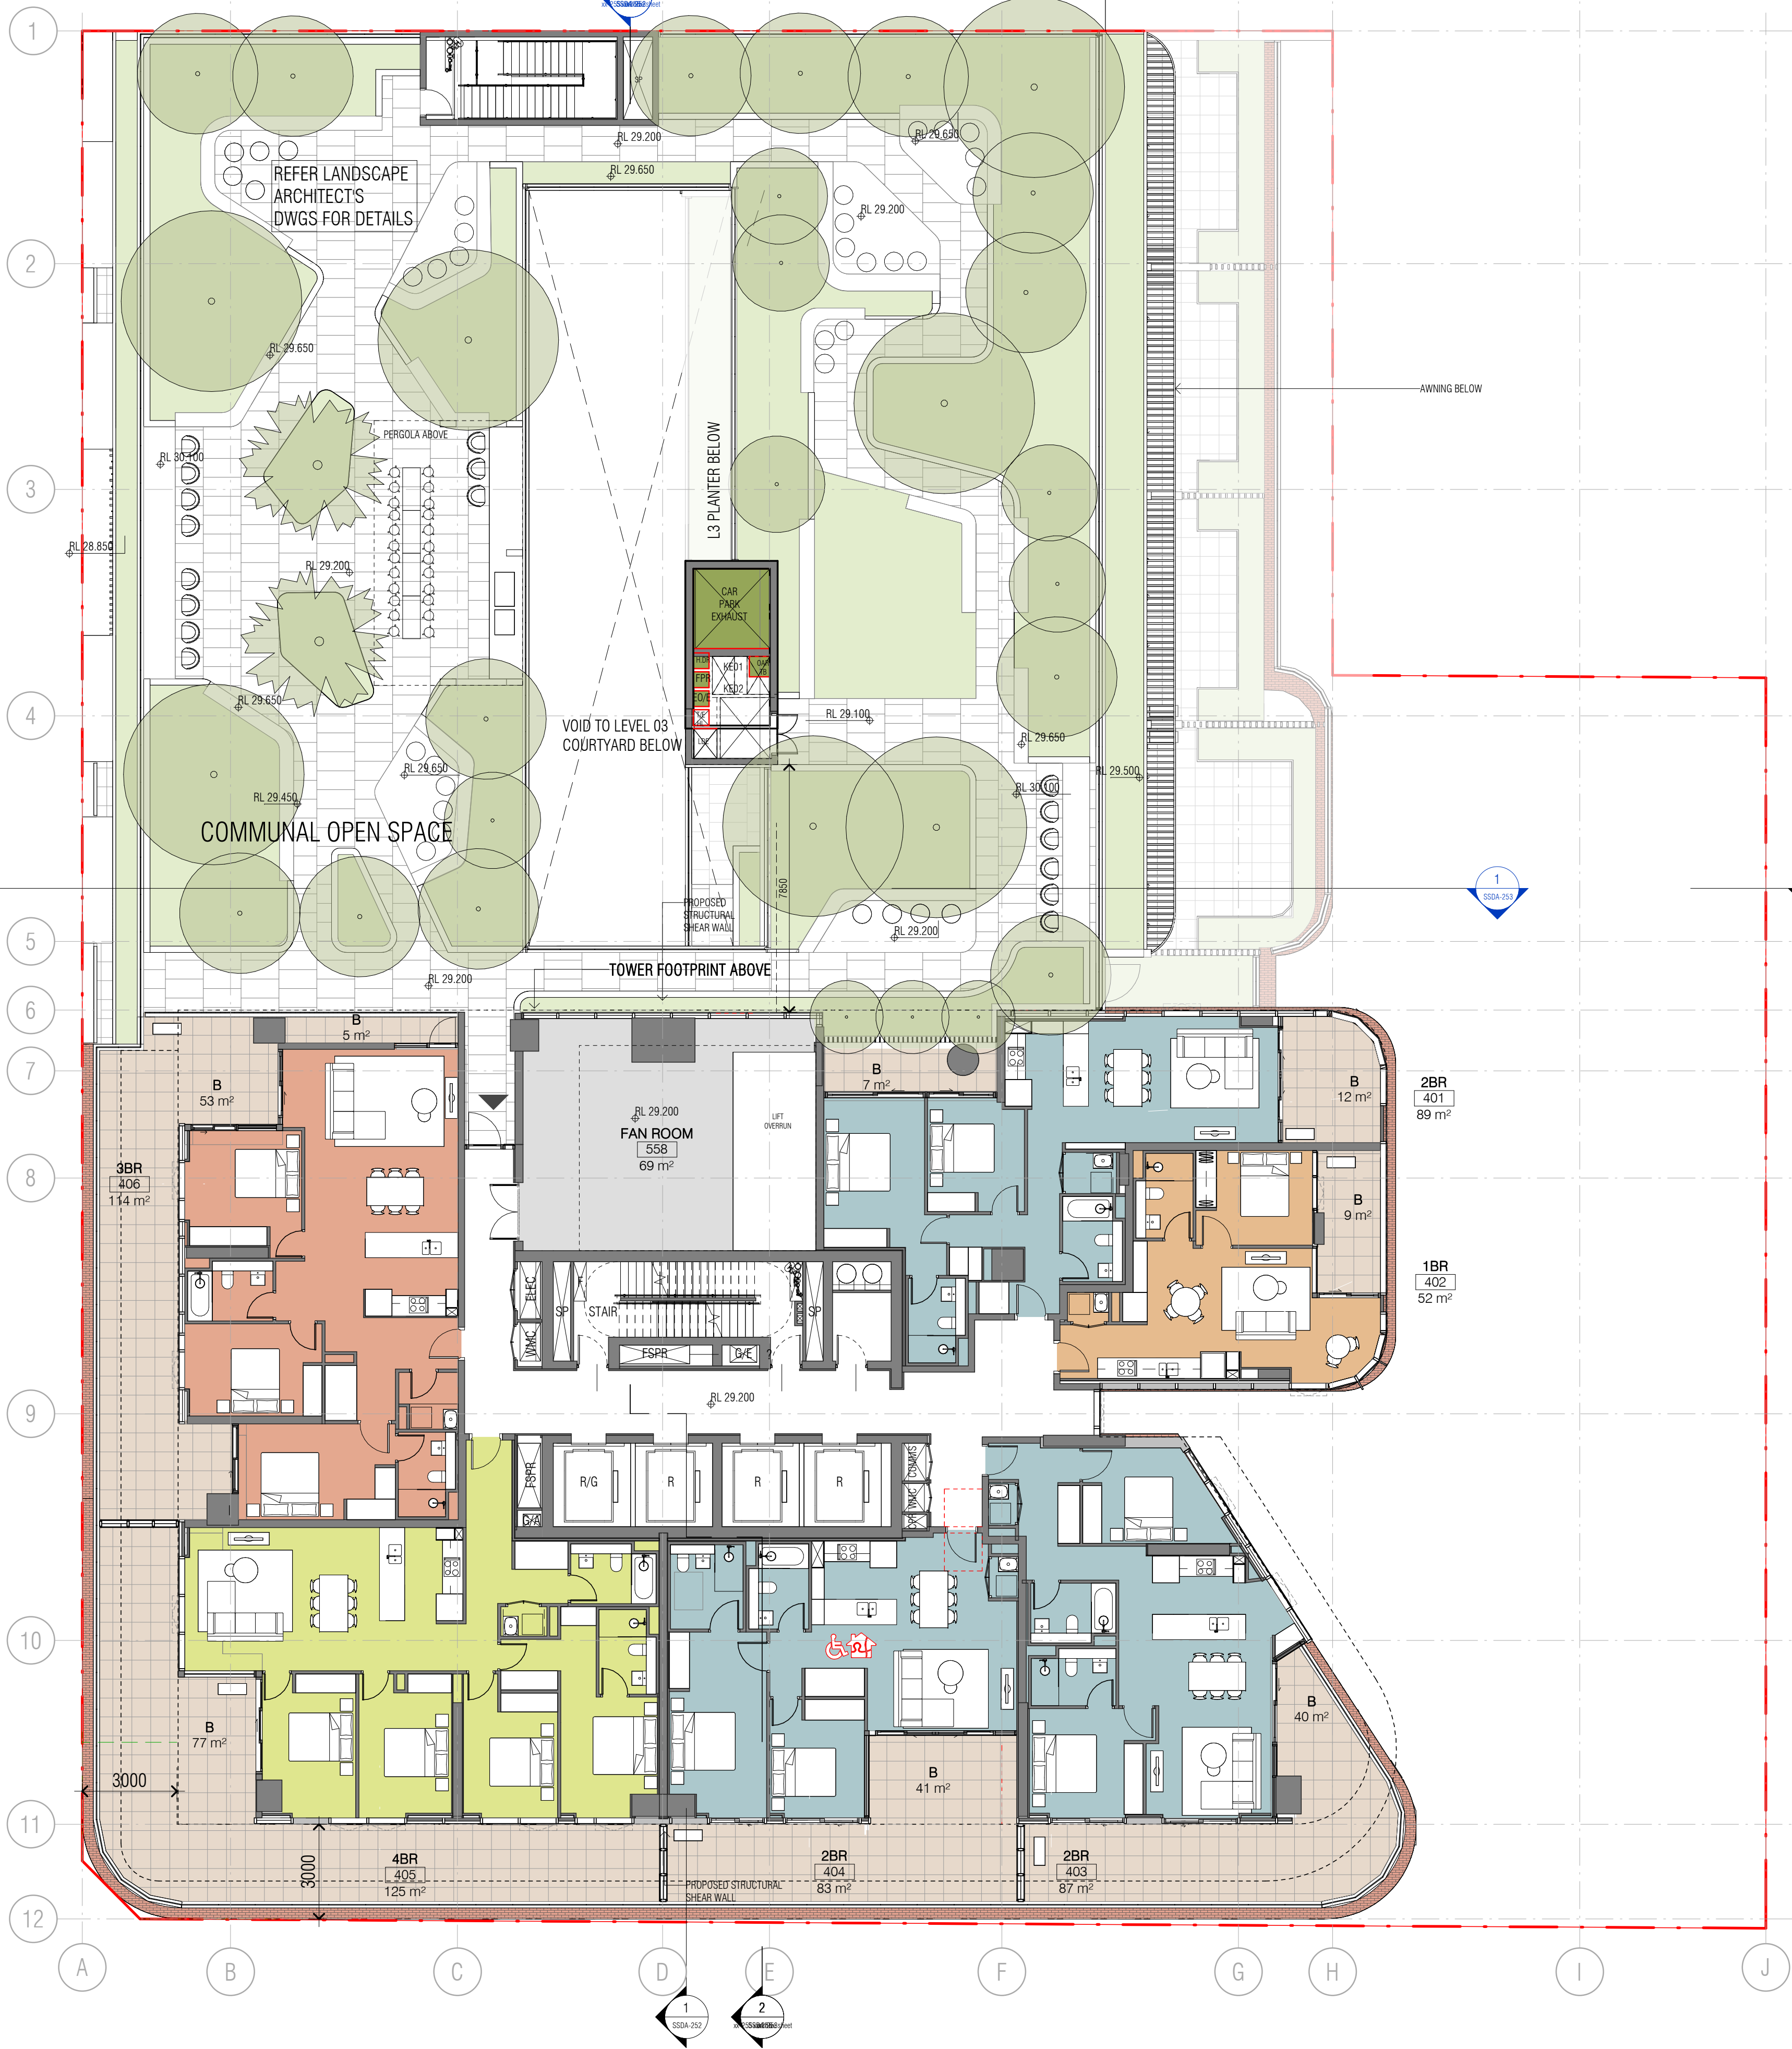 1
SP
RL 29.200
RL 29.650
RL 29.650
REFER LANDSCAPE
ARCHITECT'S
DWGS FOR DETAILS
RL 29.200
2
RL 29.650
AWNING BELOW
PERGOLA ABOVE
L3 PLANTER BELOW
RL 30.100
3
RL 28.850
RL 29.200
CAR
PARK
EXHAUST
KED1
FPR
KED2
RL 29.650
4
VOID TO LEVEL 03
COURTYARD BELOW
RL 29.100
RL 29.650
RL 29.650
RL 29.500
RL 29.450
RL 30.100
COMMUNAL OPEN SPACE
7850
1
SSDA-253
PROPOSED
STRUCTURAL
SHEAR WALL
RL 29.200
5
TOWER FOOTPRINT ABOVE
RL 29.200
6
B
5 m²
7
B
53 m²
B
7 m²
B
12 m²
2BR
401
89 m²
RL 29.200
FAN ROOM
558
69 m²
LIFT
OVERRUN
8
3BR
406
114 m²
B
9 m²
1BR
402
52 m²
ELEC
WMC
SP
F
STAIR
SP
FSPR
G/E
?
RL 29.200
9
FSPR
G/A
R/G
R
R
R
COMMS
WMC
10
B
77 m²
3000
B
41 m²
B
40 m²
11
3000
4BR
405
125 m²
2BR
404
83 m²
2BR
403
87 m²
PROPOSED STRUCTURAL
SHEAR WALL
12
A
B
C
D
E
F
G
H
I
J
1
SSDA-252
2